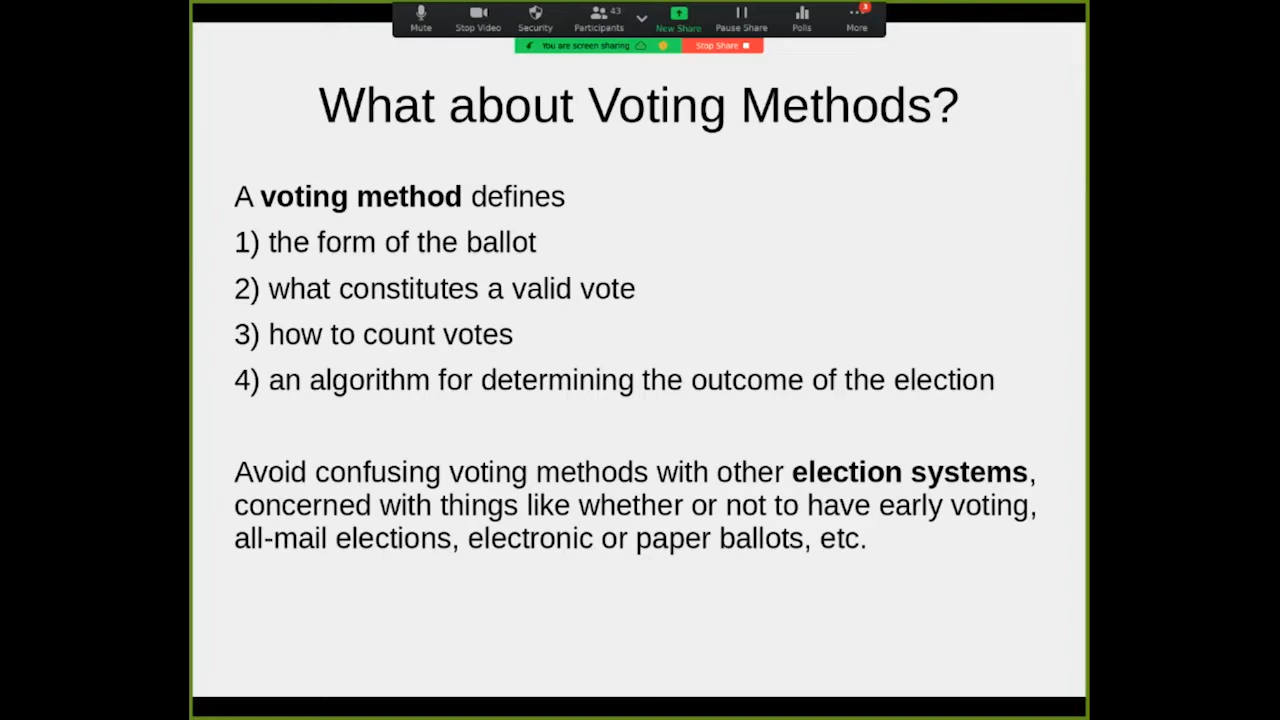 43
3
Mute
Stop Video
Security
Participants
New Share
Pause Share
Polls
More
You are screen sharing
Stop Share
What about Voting Methods?
A voting method defines
1) the form of the ballot
2) what constitutes a valid vote
3) how to count votes
4) an algorithm for determining the outcome of the election
Avoid confusing voting methods with other election systems,
concerned with things like whether or not to have early voting,
all-mail elections, electronic or paper ballots, etc.